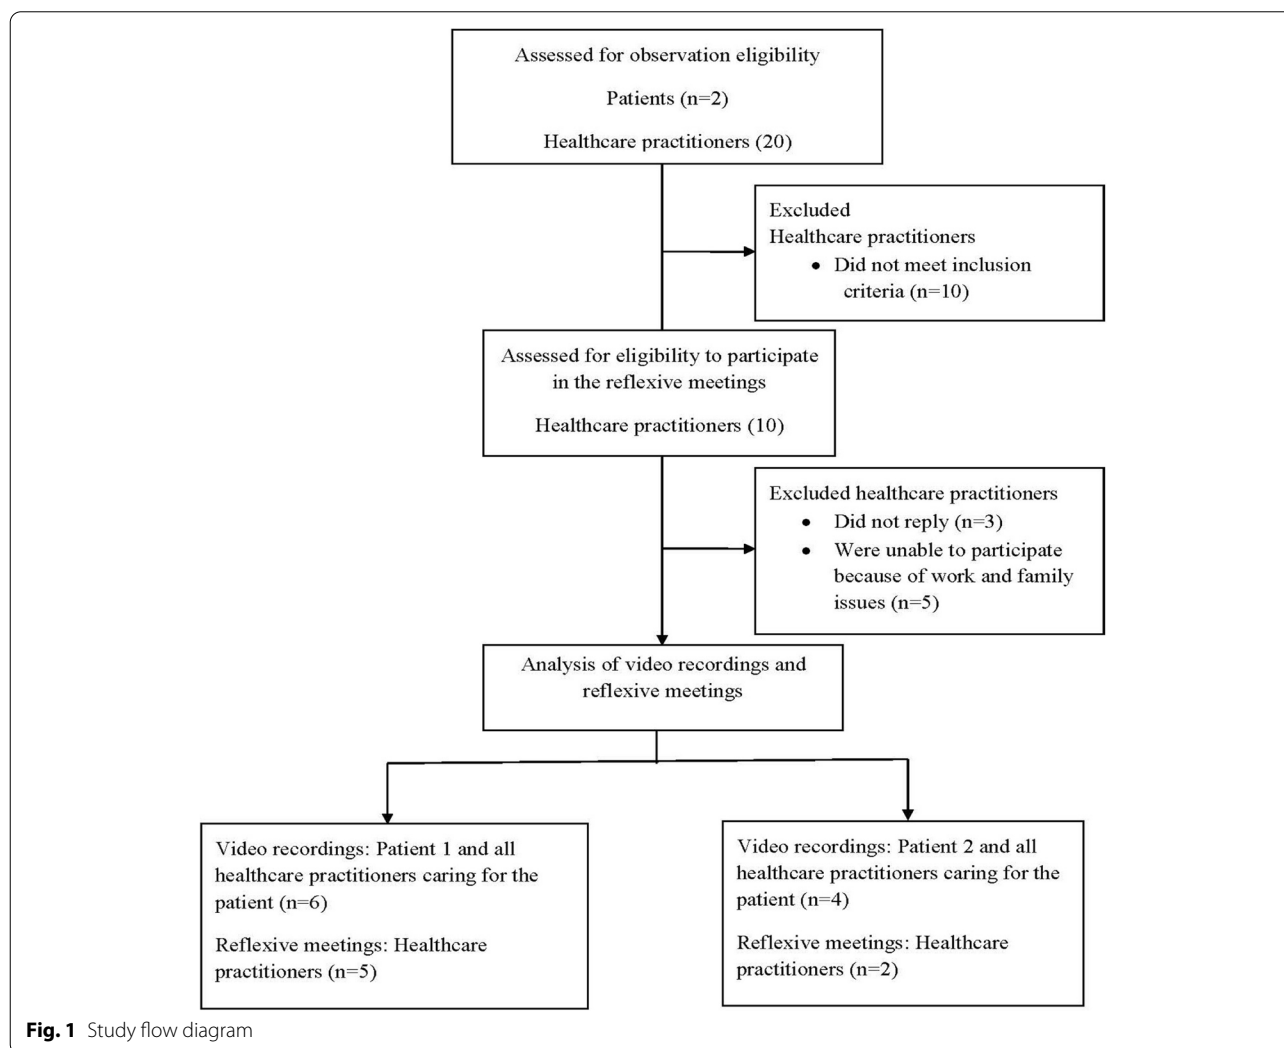 Assessed for observation eligibility
Patients (n=2)
Healthcare practitioners (20)
Excluded
Healthcare practitioners
• Did not meet inclusion
criteria (n=10)
Assessed for eligibility to participate
in the reflexive meetings
Healthcare practitioners (10)
Excluded healthcare practitioners
• Did not reply (n=3)
• Were unable to participate
because of work and family
issues (n=5)
Analysis of video recordings and
reflexive meetings
Video recordings: Patient 1 and all
healthcare practitioners caring for the
patient (n=6)
Reflexive meetings: Healthcare
practitioners (n=5)
Video recordings: Patient 2 and all
healthcare practitioners caring for the
patient (n=4)
Reflexive meetings: Healthcare
practitioners (n=2)
Fig. 1 Study flow diagram